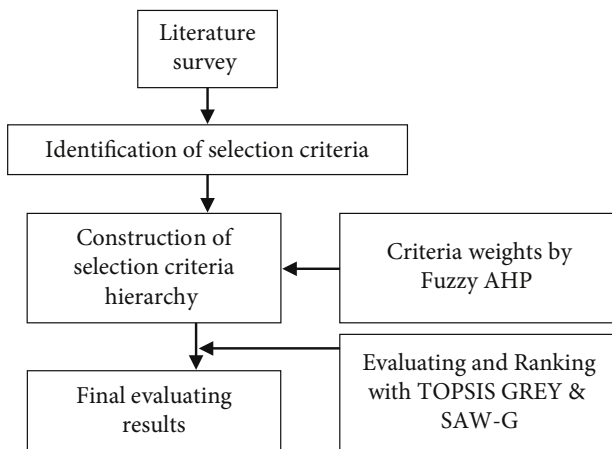 Literature
survey
Identification of selection criteria
Construction of
selection criteria
hierarchy
Criteria weights by
Fuzzy AHP
Evaluating and Ranking
with TOPSIS GREY &
SAW-G
Final evaluating
results